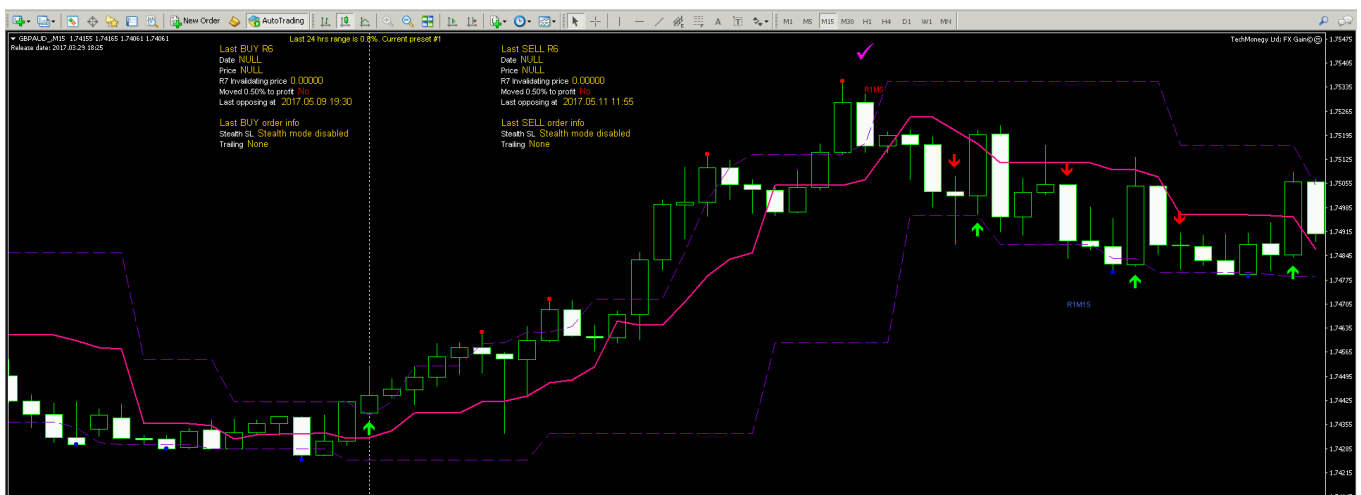 New Order AutoTrading A T M1 M5 M15 M30 H1 H4 D1 W1 MN
GBPAUD_,M15 1.74155 1.74165 1.74061 1.74061
Release date: 2017.03.29 18:25
Last 24 hrs range is 0.8%. Current preset #1
TechMonegy Ltd; FX Gain©
Last BUY R6
Date NULL
Price NULL
R7 Invalidating price 0.00000
Moved 0.50% to profit No
Last opposing at 2017.05.09 19:30
Last BUY order info
Stealth SL Stealth mode disabled
Trailing None
Last SELL R6
Date NULL
Price NULL
R7 Invalidating price 0.00000
Moved 0.50% to profit No
Last opposing at 2017.05.11 11:55
Last SELL order info
Stealth SL Stealth mode disabled
Trailing None
R1M5
R1M15
1.75475
1.75405
1.75335
1.75265
1.75195
1.75125
1.75055
1.74985
1.74915
1.74845
1.74775
1.74705
1.74635
1.74565
1.74495
1.74425
1.74355
1.74285
1.74215